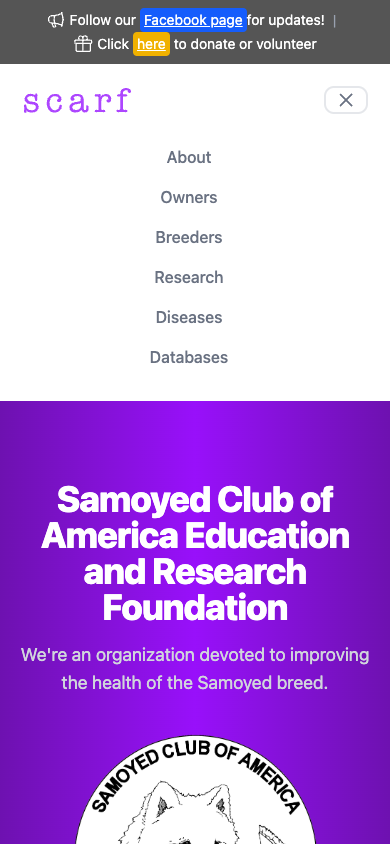 Follow our Facebook page for updates! |
Click here to donate or volunteer
scarf
About
Owners
Breeders
Research
Diseases
Databases
Samoyed Club of
America Education
and Research
Foundation
We're an organization devoted to improving
the health of the Samoyed breed.
SAMOYED CLUB OF AMERICA